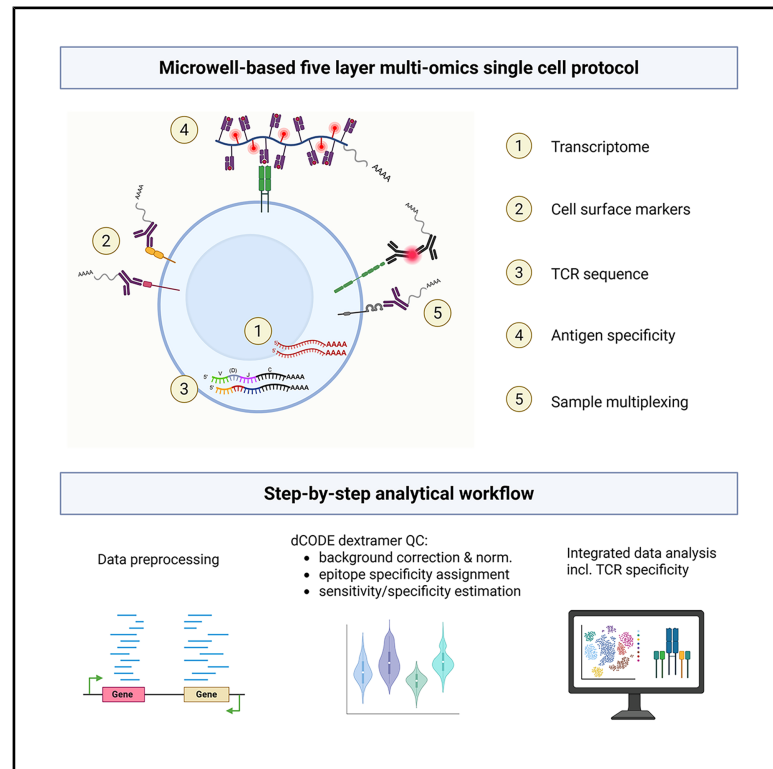 Microwell-based five layer multi-omics single cell protocol
4
AAAA
AAAA
2
AAAA
AAAA
AAAA
5
1
AAAA
AAAA
3
5'
V
(D)
J
C
AAAA
5'
AAAA
1 Transcriptome
2 Cell surface markers
3 TCR sequence
4 Antigen specificity
5 Sample multiplexing
Step-by-step analytical workflow
Data preprocessing
Gene
Gene
dCODE dextramer QC:
• background correction & norm.
• epitope specificity assignment
• sensitivity/specificity estimation
Integrated data analysis
incl. TCR specificity